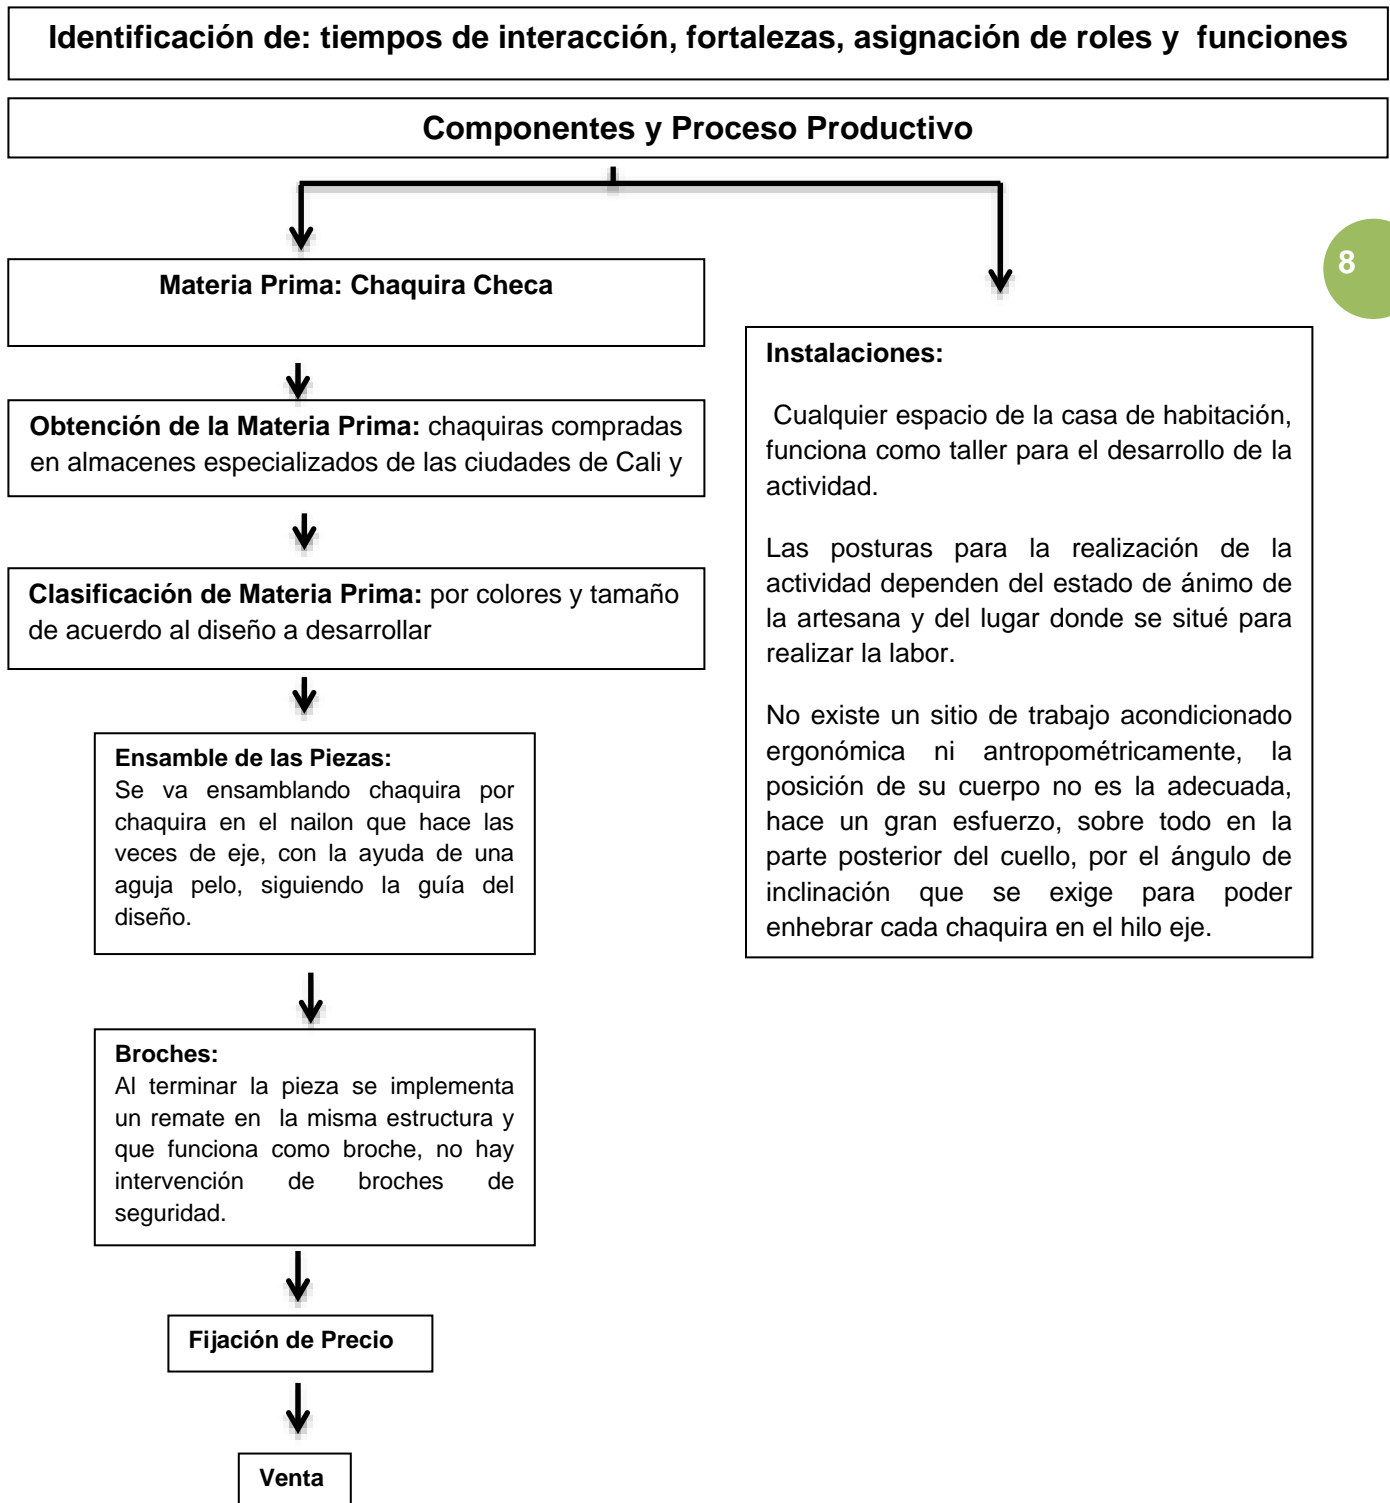 Identificación de: tiempos de interacción, fortalezas, asignación de roles y  funciones
Componentes y Proceso Productivo
8
Materia Prima: Chaquira Checa
Obtención de la Materia Prima: chaquiras compradas
en almacenes especializados de las ciudades de Cali y
Clasificación de Materia Prima: por colores y tamaño
de acuerdo al diseño a desarrollar
Ensamble de las Piezas:
Se va ensamblando chaquira por
chaquira en el nailon que hace las
veces de eje, con la ayuda de una
aguja pelo, siguiendo la guía del
diseño.
Broches:
Al terminar la pieza se implementa
un remate en  la misma estructura y
que funciona como broche, no hay
intervención de broches de
seguridad.
Fijación de Precio
Venta
Instalaciones:
Cualquier espacio de la casa de habitación,
funciona como taller para el desarrollo de la
actividad.
Las posturas para la realización de la
actividad dependen del estado de ánimo de
la artesana y del lugar donde se situé para
realizar la labor.
No existe un sitio de trabajo acondicionado
ergonómica ni antropométricamente, la
posición de su cuerpo no es la adecuada,
hace un gran esfuerzo, sobre todo en la
parte posterior del cuello, por el ángulo de
inclinación que se exige para poder
enhebrar cada chaquira en el hilo eje.